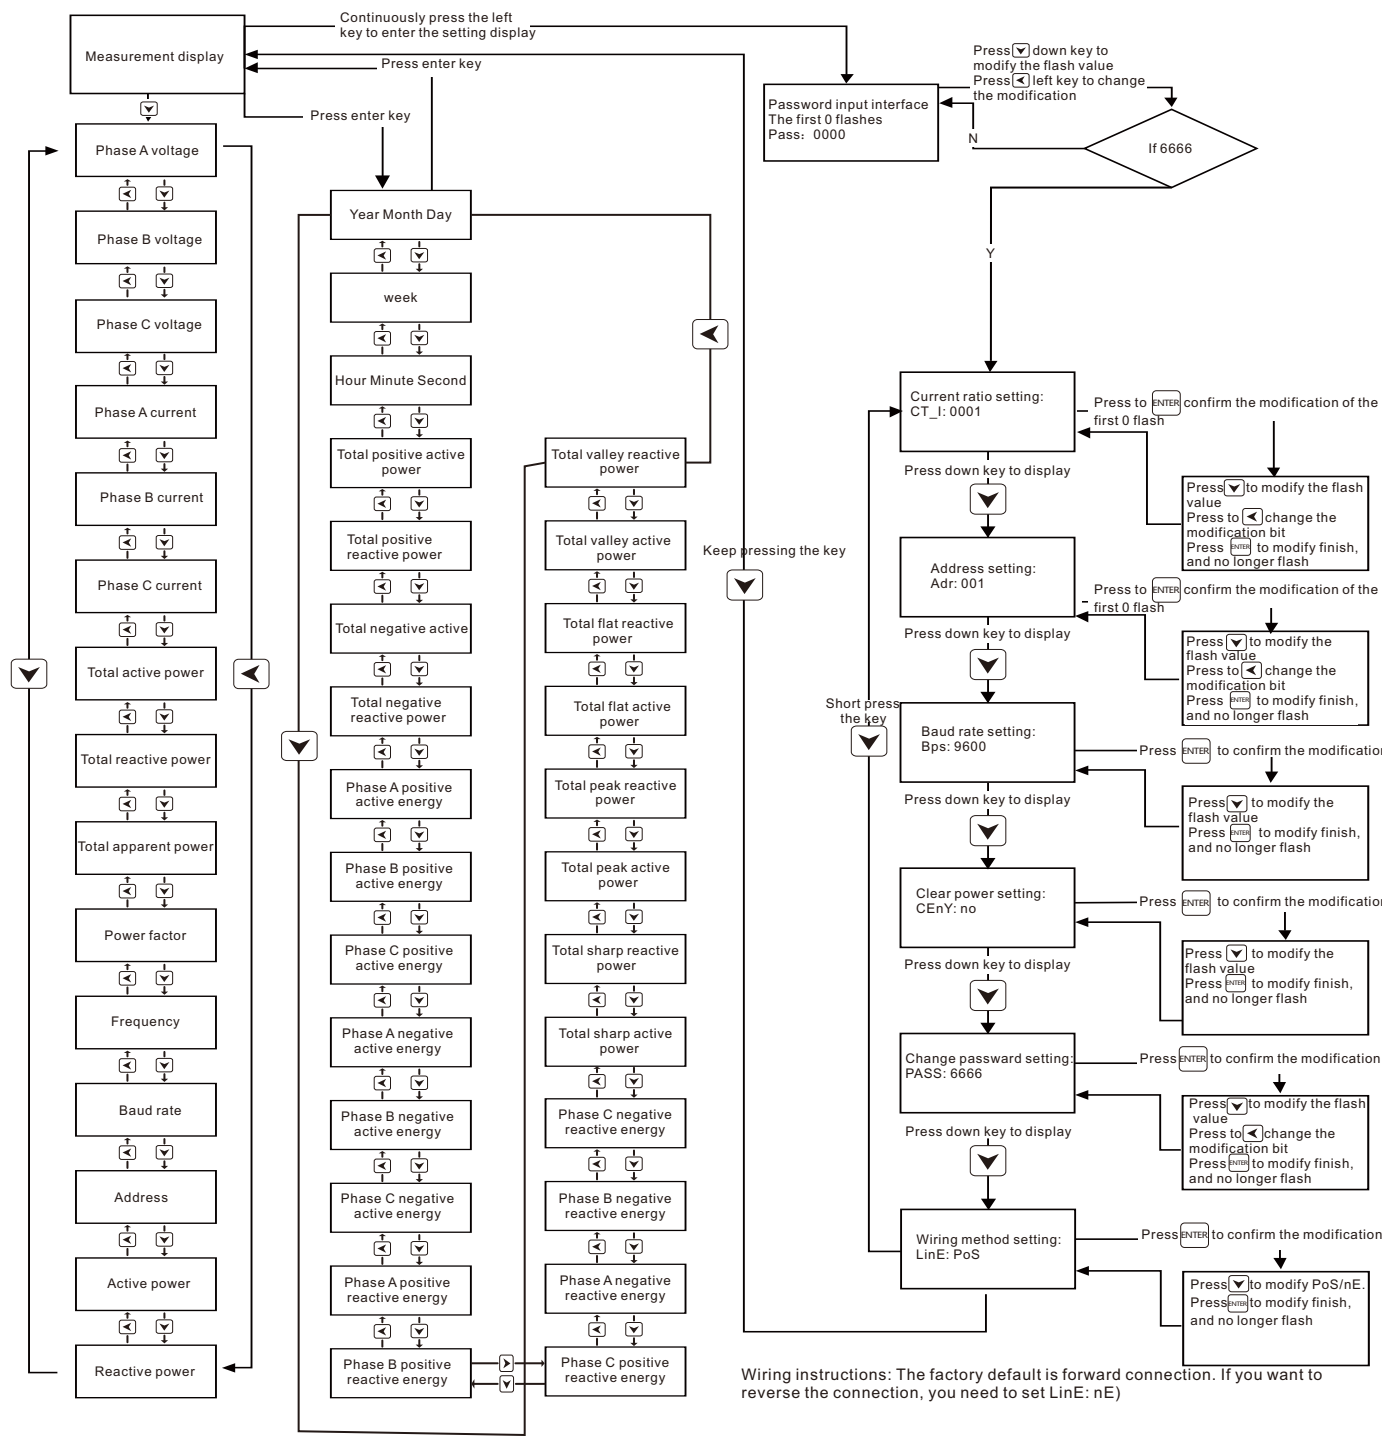 Continuously press the left
key to enter the setting display
Measurement display
Press enter key
Press enter key
Phase A voltage
Phase B voltage
Phase C voltage
Phase A current
Phase B current
Phase C current
Total active power
Total reactive power
Total apparent power
Power factor
Frequency
Baud rate
Address
Active power
Reactive power
Year Month Day
week
Hour Minute Second
Total positive active
power
Total positive
reactive power
Total negative active
Total negative
reactive power
Phase A positive
active energy
Phase B positive
active energy
Phase C positive
active energy
Phase A negative
active energy
Phase B negative
active energy
Phase C negative
active energy
Phase A positive
reactive energy
Phase B positive
reactive energy
Total valley reactive
power
Total valley active
power
Total flat reactive
power
Total flat active
power
Total peak reactive
power
Total peak active
power
Total sharp reactive
power
Total sharp active
power
Phase C negative
reactive energy
Phase B negative
reactive energy
Phase A negative
reactive energy
Phase C positive
reactive energy
Keep pressing the key
Password input interface
The first 0 flashes
Pass: 0000
Press down key to
modify the flash value
Press left key to change
the modification
N
If 6666
Y
Current ratio setting:
CT_I: 0001
Press to ENTER confirm the modification of the
first 0 flash
Press to modify the flash
value
Press to change the
modification bit
Press ENTER to modify finish,
and no longer flash
Press down key to display
Address setting:
Adr: 001
Press to ENTER confirm the modification of the
first 0 flash
Press to modify the
flash value
Press to change the
modification bit
Press ENTER to modify finish,
and no longer flash
Press down key to display
Short press
the key
Baud rate setting:
Bps: 9600
Press ENTER to confirm the modification
Press to modify the
flash value
Press ENTER to modify finish,
and no longer flash
Press down key to display
Clear power setting:
CEnY: no
Press ENTER to confirm the modification
Press to modify the
flash value
Press ENTER to modify finish,
and no longer flash
Press down key to display
Change passward setting:
PASS: 6666
Press ENTER to confirm the modification
Press to modify the flash
value
Press to change the
modification bit
Press ENTER to modify finish,
and no longer flash
Press down key to display
Wiring method setting:
LinE: PoS
Press ENTER to confirm the modification
Press to modify PoS/nE.
Press ENTER to modify finish,
and no longer flash
Wiring instructions: The factory default is forward connection. If you want to
reverse the connection, you need to set LinE: nE)